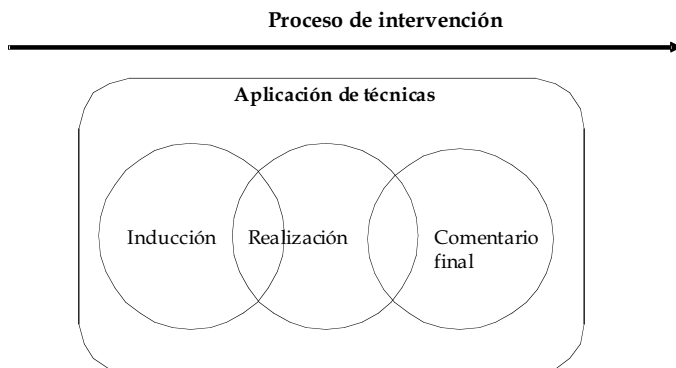 Proceso de intervención
Aplicación de técnicas
Inducción
Realización
Comentario
final